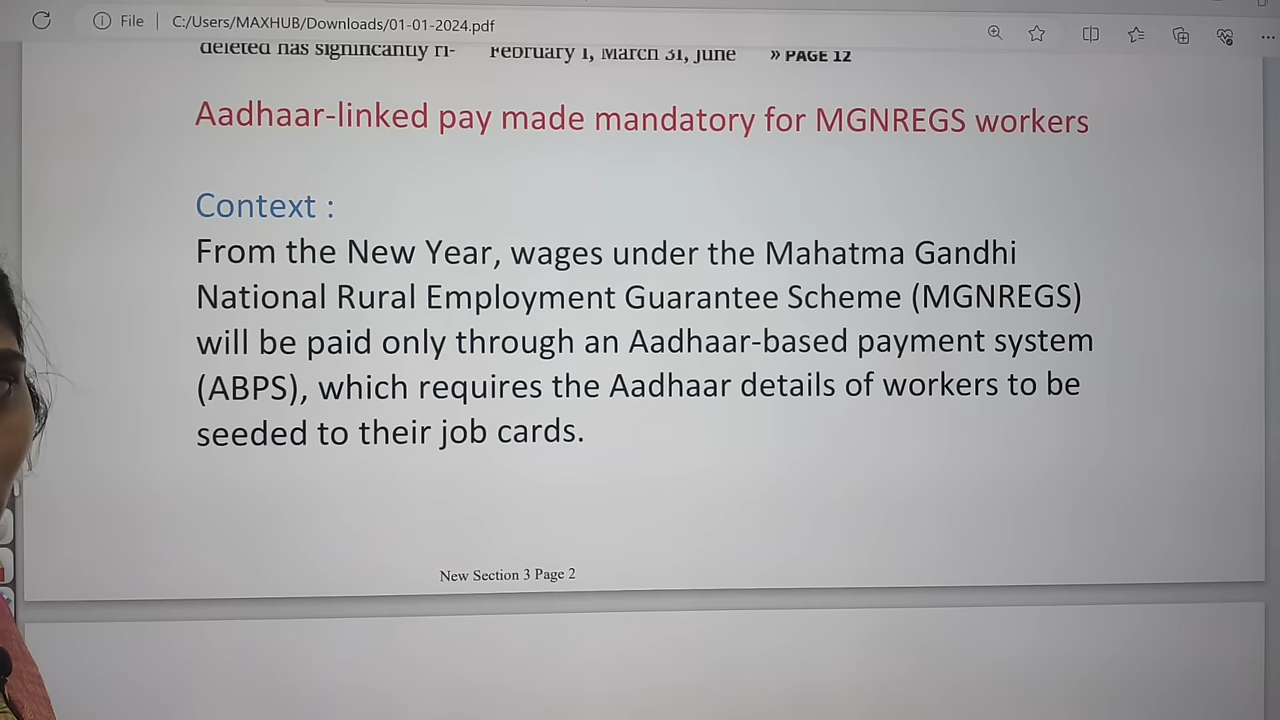 File
C:/Users/MAXHUB/Downloads/01-01-2024.pdf
deleted has significantly ri-
February 1, March 31, June
» PAGE 12
Aadhaar-linked pay made mandatory for MGNREGS workers
Context :
From the New Year, wages under the Mahatma Gandhi
National Rural Employment Guarantee Scheme (MGNREGS)
will be paid only through an Aadhaar-based payment system
(ABPS), which requires the Aadhaar details of workers to be
seeded to their job cards.
New Section 3 Page 2